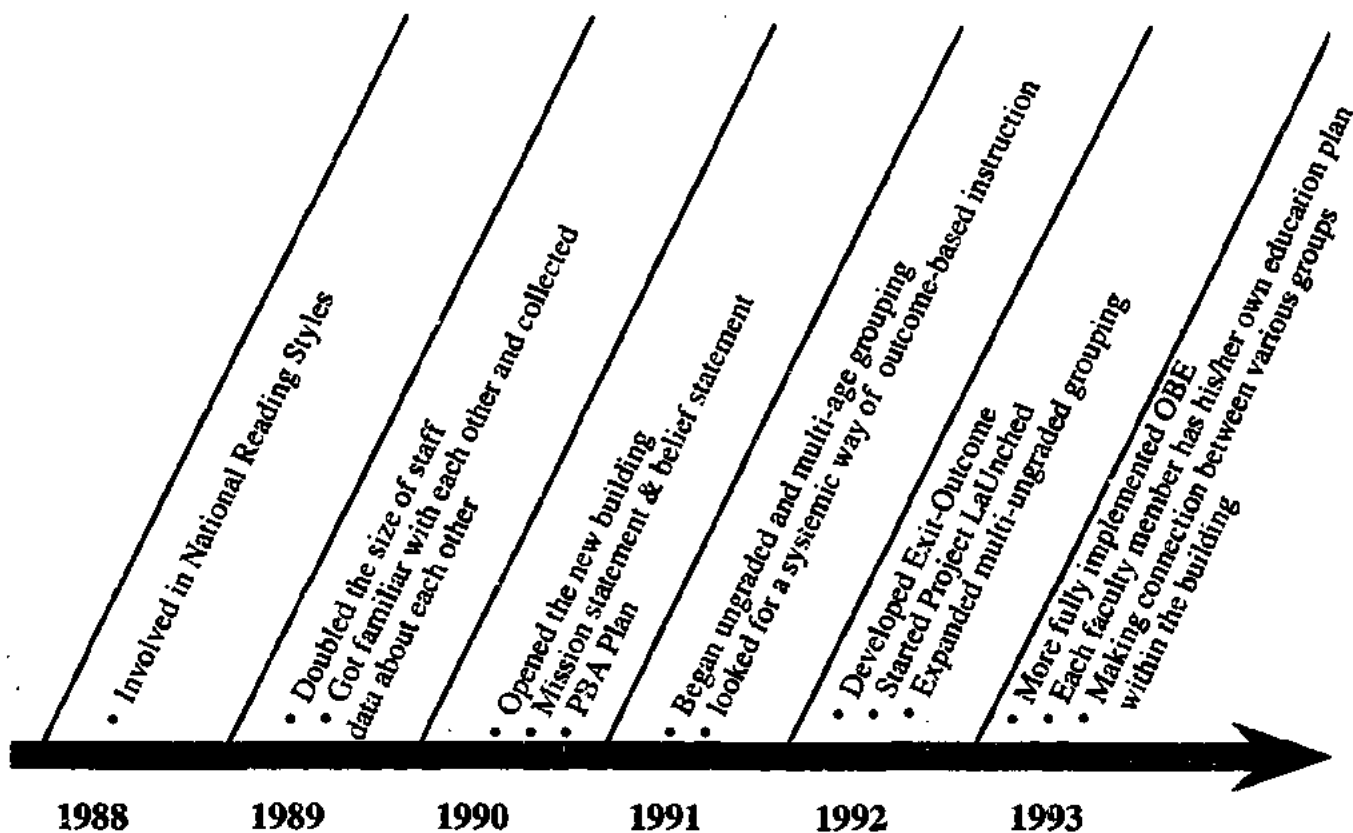 • Involved in National Reading Styles
• Doubled the size of staff
• Got familiar with each other and collected
data about each other
• Opened the new building
• Mission statement & belief statement
• PBA Plan
• Began ungraded and multi-age grouping
• looked for a systemic way of outcome-based instruction
• Developed Exit-Outcome
• Started Project LaUnched
• Expanded multi-ungraded grouping
• More fully implemented OBE
• Each faculty member has his/her own education plan
• Making connection between various groups
within the building
1988 1989 1990 1991 1992 1993